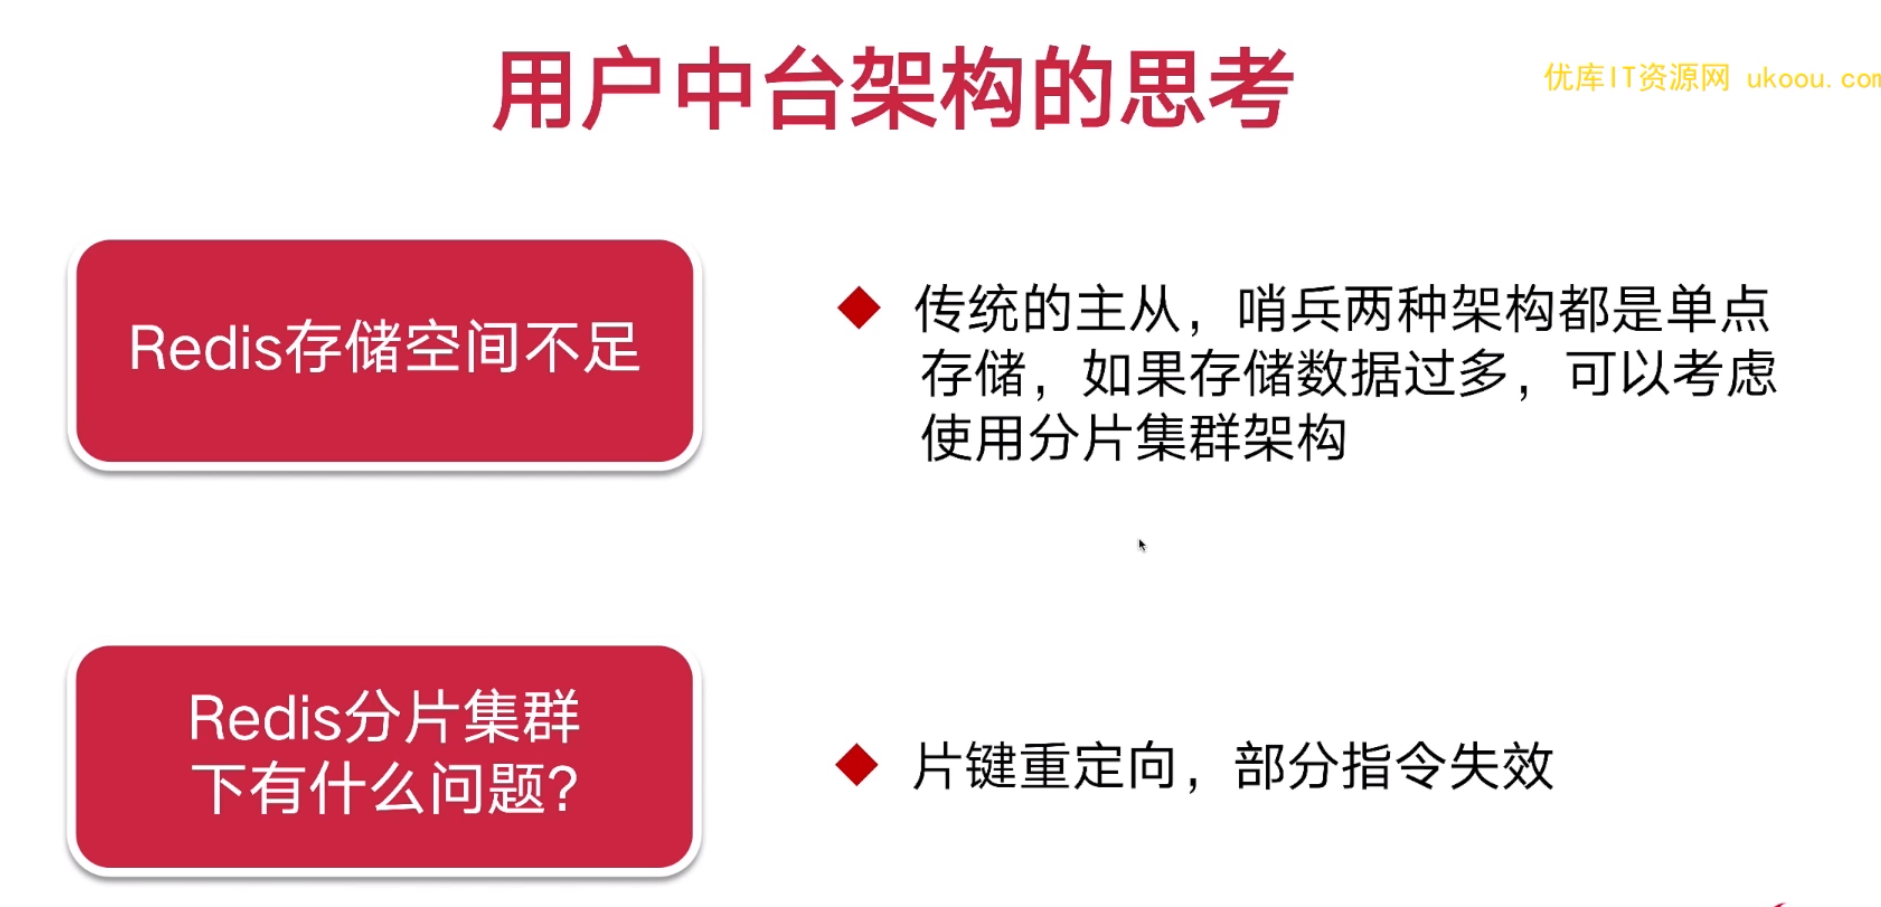 用户中台架构的思考
优库IT资源网 ukoou.com
Redis存储空间不足
传统的主从，哨兵两种架构都是单点
存储，如果存储数据过多，可以考虑
使用分片集群架构
Redis分片集群
下有什么问题?
片键重定向，部分指令失效